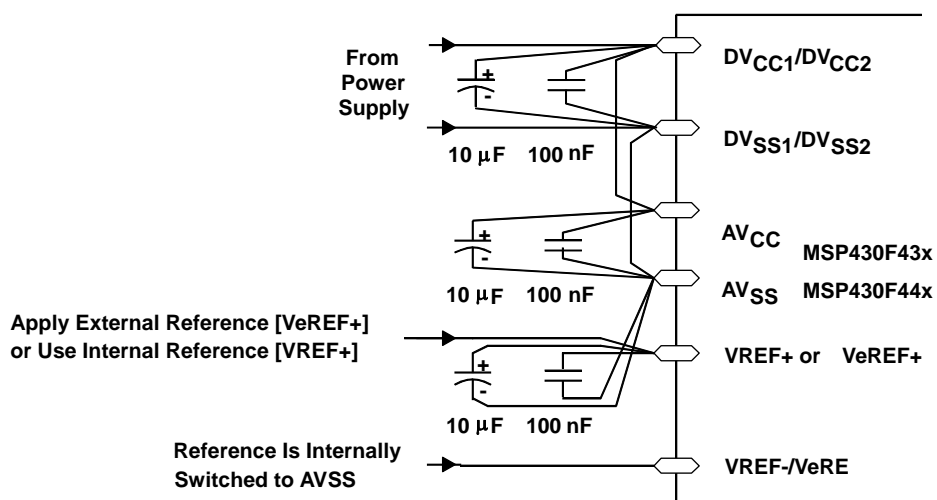 From
Power
Supply
+
-
10 µF 100 nF
DVCC1/DVCC2
DVSS1/DVSS2
+
-
10 µF 100 nF
AVCC
MSP430F43x
AVSS MSP430F44x
Apply External Reference [VeREF+]
or Use Internal Reference [VREF+]
+
-
10 µF 100 nF
VREF+ or VeREF+
Reference Is Internally
Switched to AVSS
VREF-/VeRE